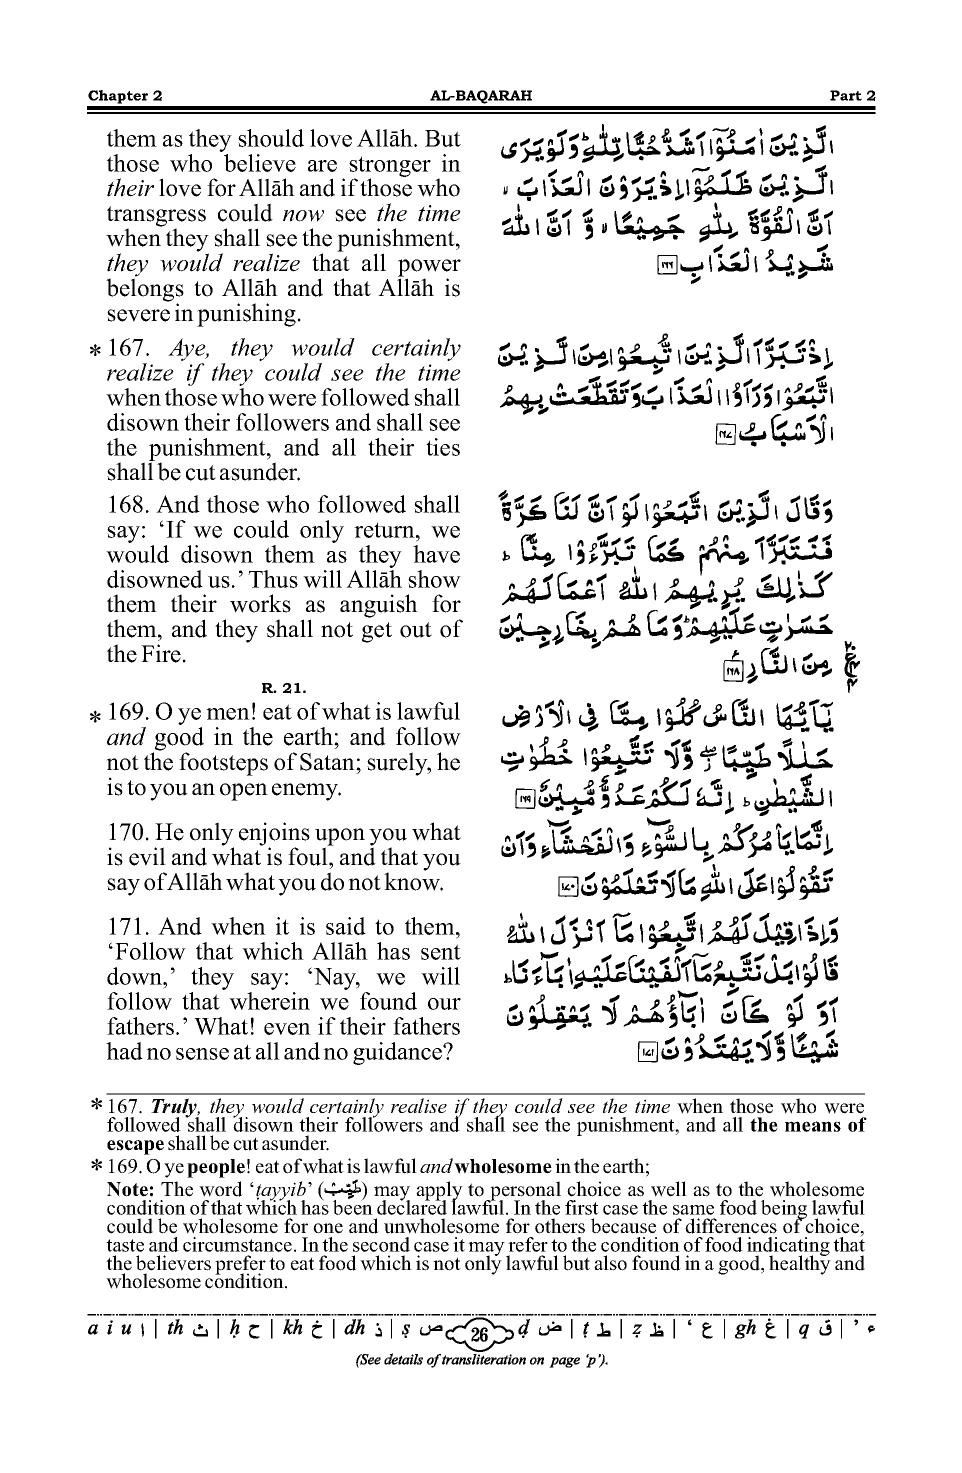 Chapter 2 AL-BAQARAH Part 2
them as they should love Allāh. But
those who believe are stronger in
their love for Allāh and if those who
transgress could now see the time
when they shall see the punishment,
they would realize that all power
belongs to Allāh and that Allāh is
severe in punishing.
* 167. Aye, they would certainly
realize if they could see the time
when those who were followed shall
disown their followers and shall see
the punishment, and all their ties
shall be cut asunder.
168. And those who followed shall
say: ‘If we could only return, we
would disown them as they have
disowned us.’ Thus will Allāh show
them their works as anguish for
them, and they shall not get out of
the Fire.
R. 21.
* 169. O ye men! eat of what is lawful
and good in the earth; and follow
not the footsteps of Satan; surely, he
is to you an open enemy.
170. He only enjoins upon you what
is evil and what is foul, and that you
say of Allāh what you do not know.
171. And when it is said to them,
‘Follow that which Allāh has sent
down,’ they say: ‘Nay, we will
follow that wherein we found our
fathers.’ What! even if their fathers
had no sense at all and no guidance?
الَّذِيْنَ اٰمَنُوْۤا اَشَدُّ حُبًّا لِّلّٰهِ ؕ وَ لَوْ يَرَى
الَّذِيْنَ ظَلَمُوْۤا اِذْ يَرَوْنَ الْعَذَابَ ۙ
اَنَّ الْقُوَّةَ لِلّٰهِ جَمِيْعًا ۙ وَّ اَنَّ اللّٰهَ
شَدِيْدُ الْعَذَابِ ۱۶۶
اِذْ تَبَرَّاَ الَّذِيْنَ اتُّبِعُوْا مِنَ الَّذِيْنَ
اتَّبَعُوْا وَ رَاَوُا الْعَذَابَ وَ تَقَطَّعَتْ بِهِمُ
الْاَسْبَابُ ۱۶۷
وَ قَالَ الَّذِيْنَ اتَّبَعُوْا لَوْ اَنَّ لَنَا كَرَّةً
فَنَتَبَرَّاَ مِنْهُمْ كَمَا تَبَرَّءُوْا مِنَّا ؕ
كَذٰلِكَ يُرِيْهِمُ اللّٰهُ اَعْمَالَهُمْ
حَسَرٰتٍ عَلَيْهِمْ ؕ وَ مَا هُمْ بِخَارِجِيْنَ
مِنَ النَّارِ ۱۶۸
يٰۤاَيُّهَا النَّاسُ كُلُوْا مِمَّا فِى الْاَرْضِ
حَلٰلًا طَيِّبًا ۖ وَّ لَا تَتَّبِعُوْا خُطُوٰتِ
الشَّيْطٰنِ ؕ اِنَّهٗ لَكُمْ عَدُوٌّ مُّبِيْنٌ ۱۶۹
اِنَّمَا يَاْمُرُكُمْ بِالسُّوْٓءِ وَ الْفَحْشَآءِ وَ اَنْ
تَقُوْلُوْا عَلَى اللّٰهِ مَا لَا تَعْلَمُوْنَ ۱۷۰
وَ اِذَا قِيْلَ لَهُمُ اتَّبِعُوْا مَاۤ اَنْزَلَ اللّٰهُ
قَالُوْا بَلْ نَتَّبِعُ مَاۤ اَلْفَيْنَا عَلَيْهِ اٰبَآءَنَا ؕ
اَوَ لَوْ كَانَ اٰبَآؤُهُمْ لَا يَعْقِلُوْنَ
شَيْـًٔا وَّ لَا يَهْتَدُوْنَ ۱۷۱
* 167. Truly, they would certainly realise if they could see the time when those who were
followed shall disown their followers and shall see the punishment, and all the means of
escape shall be cut asunder.
* 169. O ye people! eat of what is lawful and wholesome in the earth;
Note: The word ‘ṭayyib’ (طَيِّبٌ) may apply to personal choice as well as to the wholesome
condition of that which has been declared lawful. In the first case the same food being lawful
could be wholesome for one and unwholesome for others because of differences of choice,
taste and circumstance. In the second case it may refer to the condition of food indicating that
the believers prefer to eat food which is not only lawful but also found in a good, healthy and
wholesome condition.
a i u ا | th ث | ḥ ح | kh خ | dh ذ | ṣ ص 26 ḍ ض | ṭ ط | ẓ ظ | ‘ ع | gh غ | q ق | ’ ء
(See details of transliteration on page ‘p’).